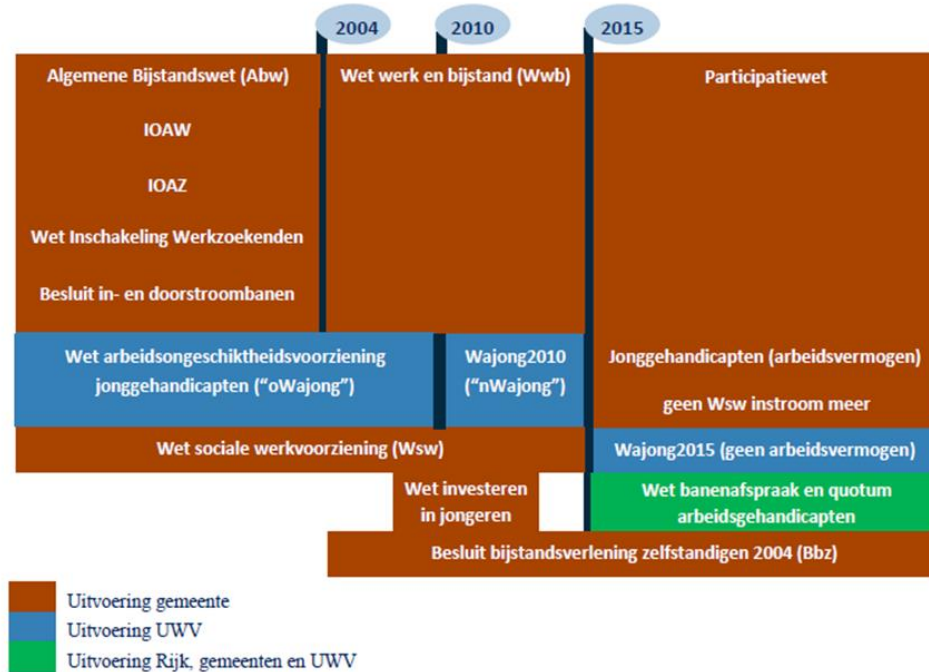 2004
2010
2015
Algemene Bijstandswet (Abw)
Wet werk en bijstand (Wwb)
Participatiewet
IOAW
IOAZ
Wet Inschakeling Werkzoekenden
Besluit in- en doorstroombanen
Wet arbeidsongeschiktheidsvoorziening
jonggehandicapten (“oWajong”)
Wajong2010
(“nWajong”)
Jonggehandicapten (arbeidsvermogen)
geen Wsw instroom meer
Wet sociale werkvoorziening (Wsw)
Wajong2015 (geen arbeidsvermogen)
Wet investeren
in jongeren
Wet banenafspraak en quotum
arbeidsgehandicapten
Besluit bijstandsverlening zelfstandigen 2004 (Bbz)
Uitvoering gemeente
Uitvoering UWV
Uitvoering Rijk, gemeenten en UWV